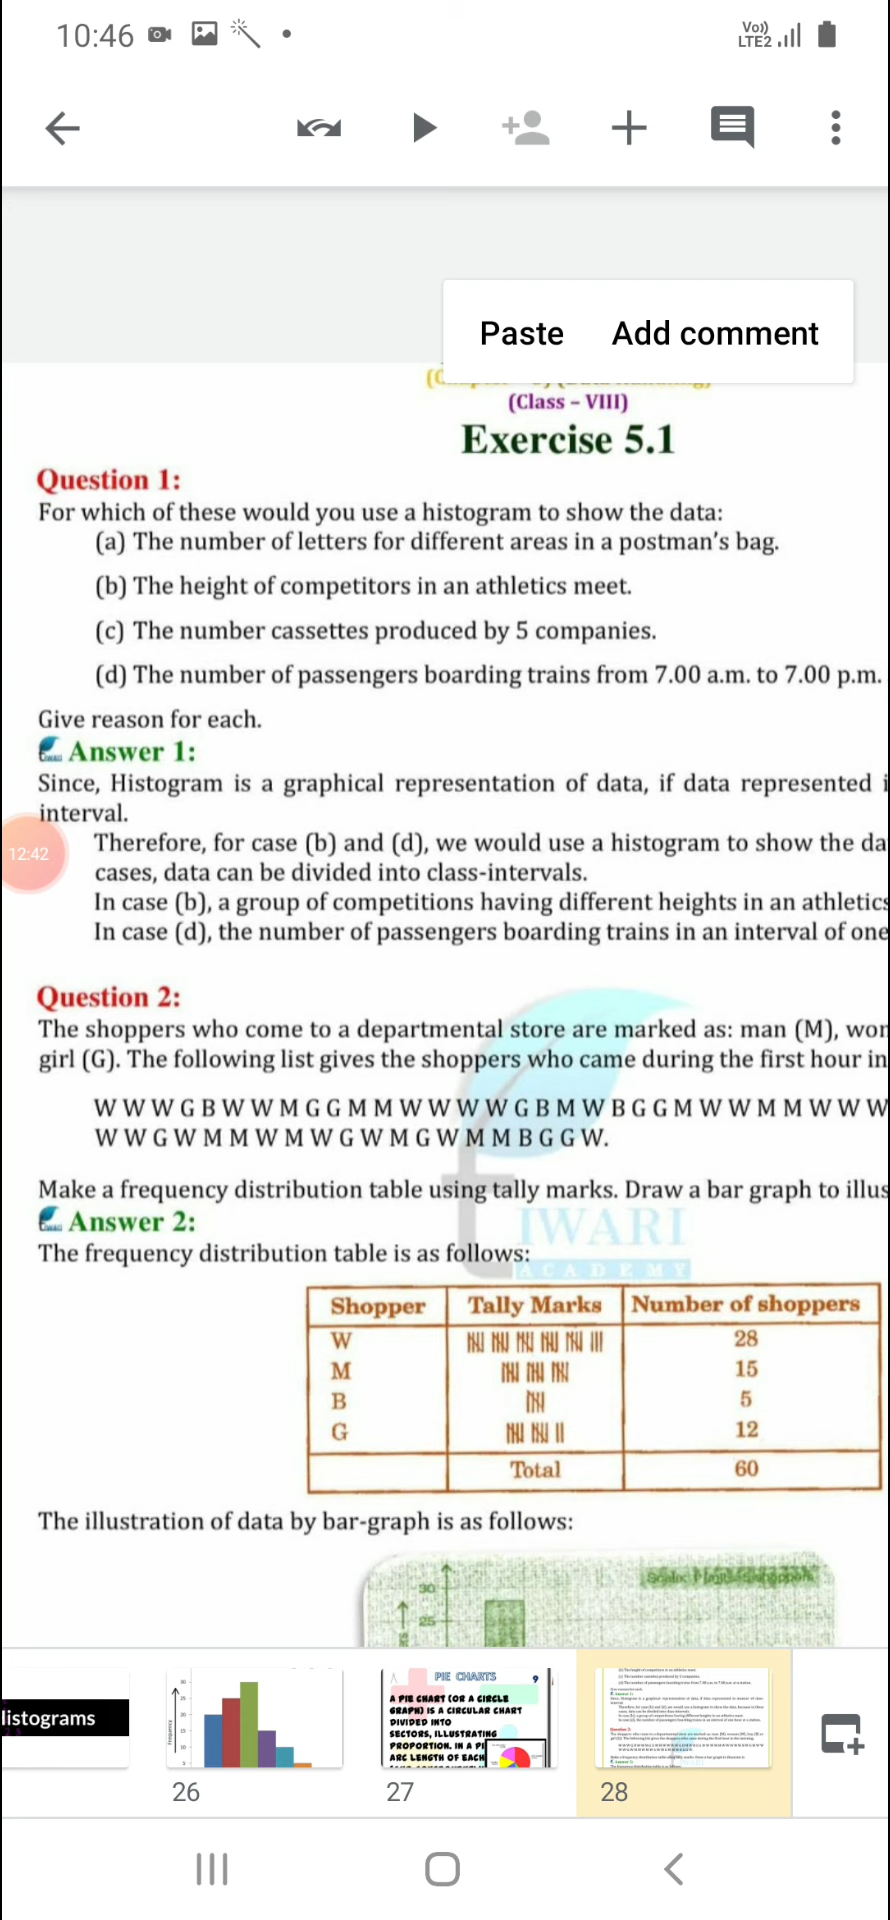 10:46
Vo))
LTE2
Paste Add comment
(Class – VIII)
Exercise 5.1
Question 1:
For which of these would you use a histogram to show the data:
(a) The number of letters for different areas in a postman's bag.
(b) The height of competitors in an athletics meet.
(c) The number cassettes produced by 5 companies.
(d) The number of passengers boarding trains from 7.00 a.m. to 7.00 p.m.
Give reason for each.
Answer 1:
Since, Histogram is a graphical representation of data, if data represented
interval.
12:42
Therefore, for case (b) and (d), we would use a histogram to show the da
cases, data can be divided into class-intervals.
In case (b), a group of competitions having different heights in an athletics
In case (d), the number of passengers boarding trains in an interval of one
Question 2:
The shoppers who come to a departmental store are marked as: man (M), wor
girl (G). The following list gives the shoppers who came during the first hour in
W W W G B W W M G G M M W W W W G B M W B G G M W W M M W W W
W W G W M M W M W G W M G W M M B G G W.
Make a frequency distribution table using tally marks. Draw a bar graph to illus
Answer 2:
IWARI
ACADEMY
The frequency distribution table is as follows:
Shopper Tally Marks Number of shoppers
W 28
M 15
B 5
G 12
Total 60
The illustration of data by bar-graph is as follows:
30
25
listograms
PIE CHARTS 9
A PIE CHART (OR A CIRCLE
GRAPH) IS A CIRCULAR CHART
DIVIDED INTO
SECTORS, ILLUSTRATING
PROPORTION. IN A PI
ARC LENGTH OF EACH
26 27 28